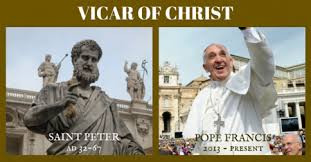 VICAR OF CHRIST
SAINT PETER
AD 32-67
POPE FRANCIS
2013 - PRESENT